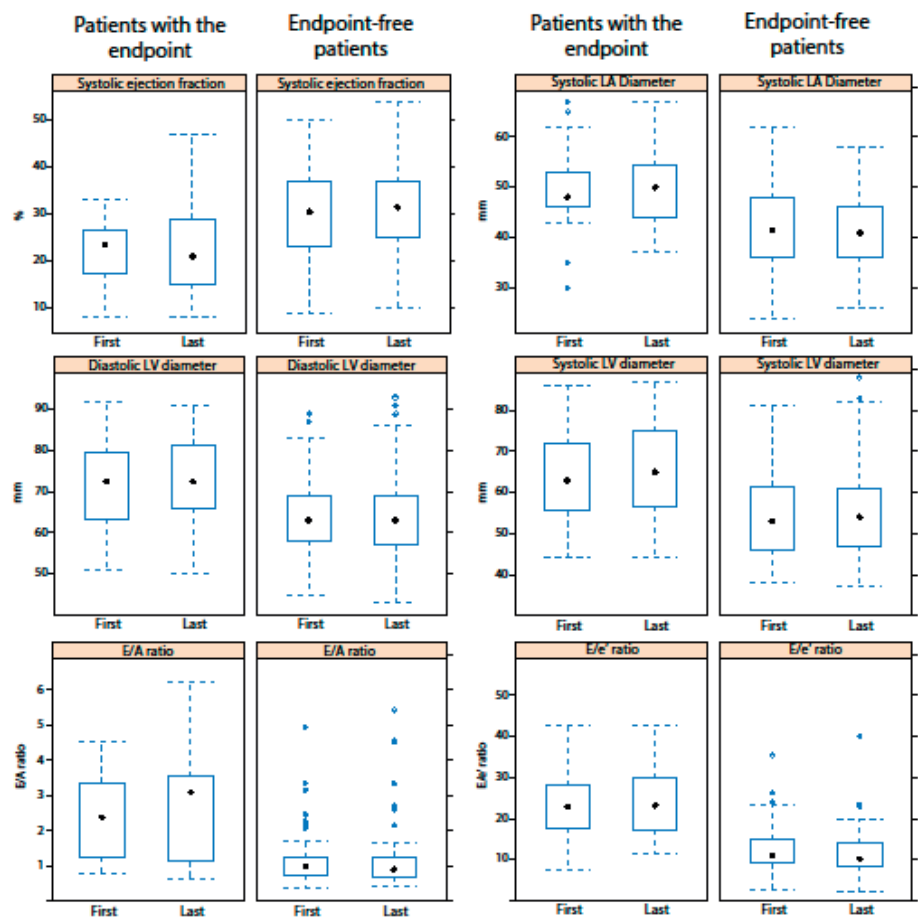 Patients with the
endpoint
Endpoint-free
patients
Patients with the
endpoint
Endpoint-free
patients
Systolic ejection fraction
Systolic ejection fraction
Systolic LA Diameter
Systolic LA Diameter
50
40
30
20
10
%
60
50
40
30
mm
First Last
First Last
First Last
First Last
Diastolic LV diameter
Diastolic LV diameter
Systolic LV diameter
Systolic LV diameter
90
80
70
60
50
mm
80
70
60
50
40
mm
First Last
First Last
First Last
First Last
E/A ratio
E/A ratio
E/e' ratio
E/e' ratio
6
5
4
3
2
1
E/A ratio
50
40
30
20
10
ratio
First Last
First Last
First Last
First Last